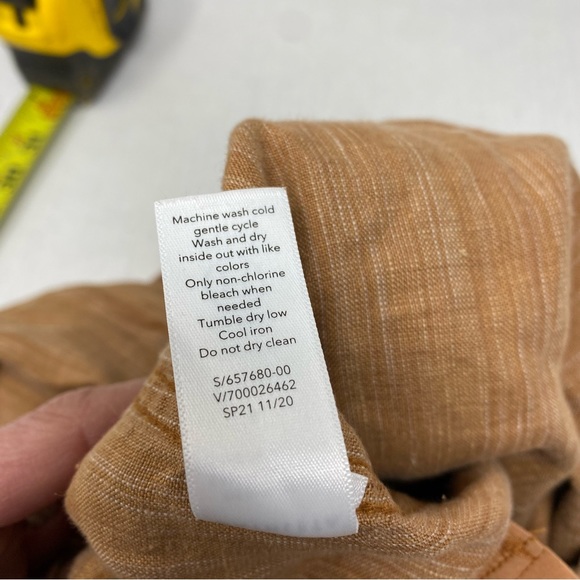 Machine wash cold
gentle cycle
Wash and dry
inside out with like
colors
Only non-chlorine
bleach when
needed
Tumble dry low
Cool iron
Do not dry clean
S/657680-00
V/700026462
SP21 11/20